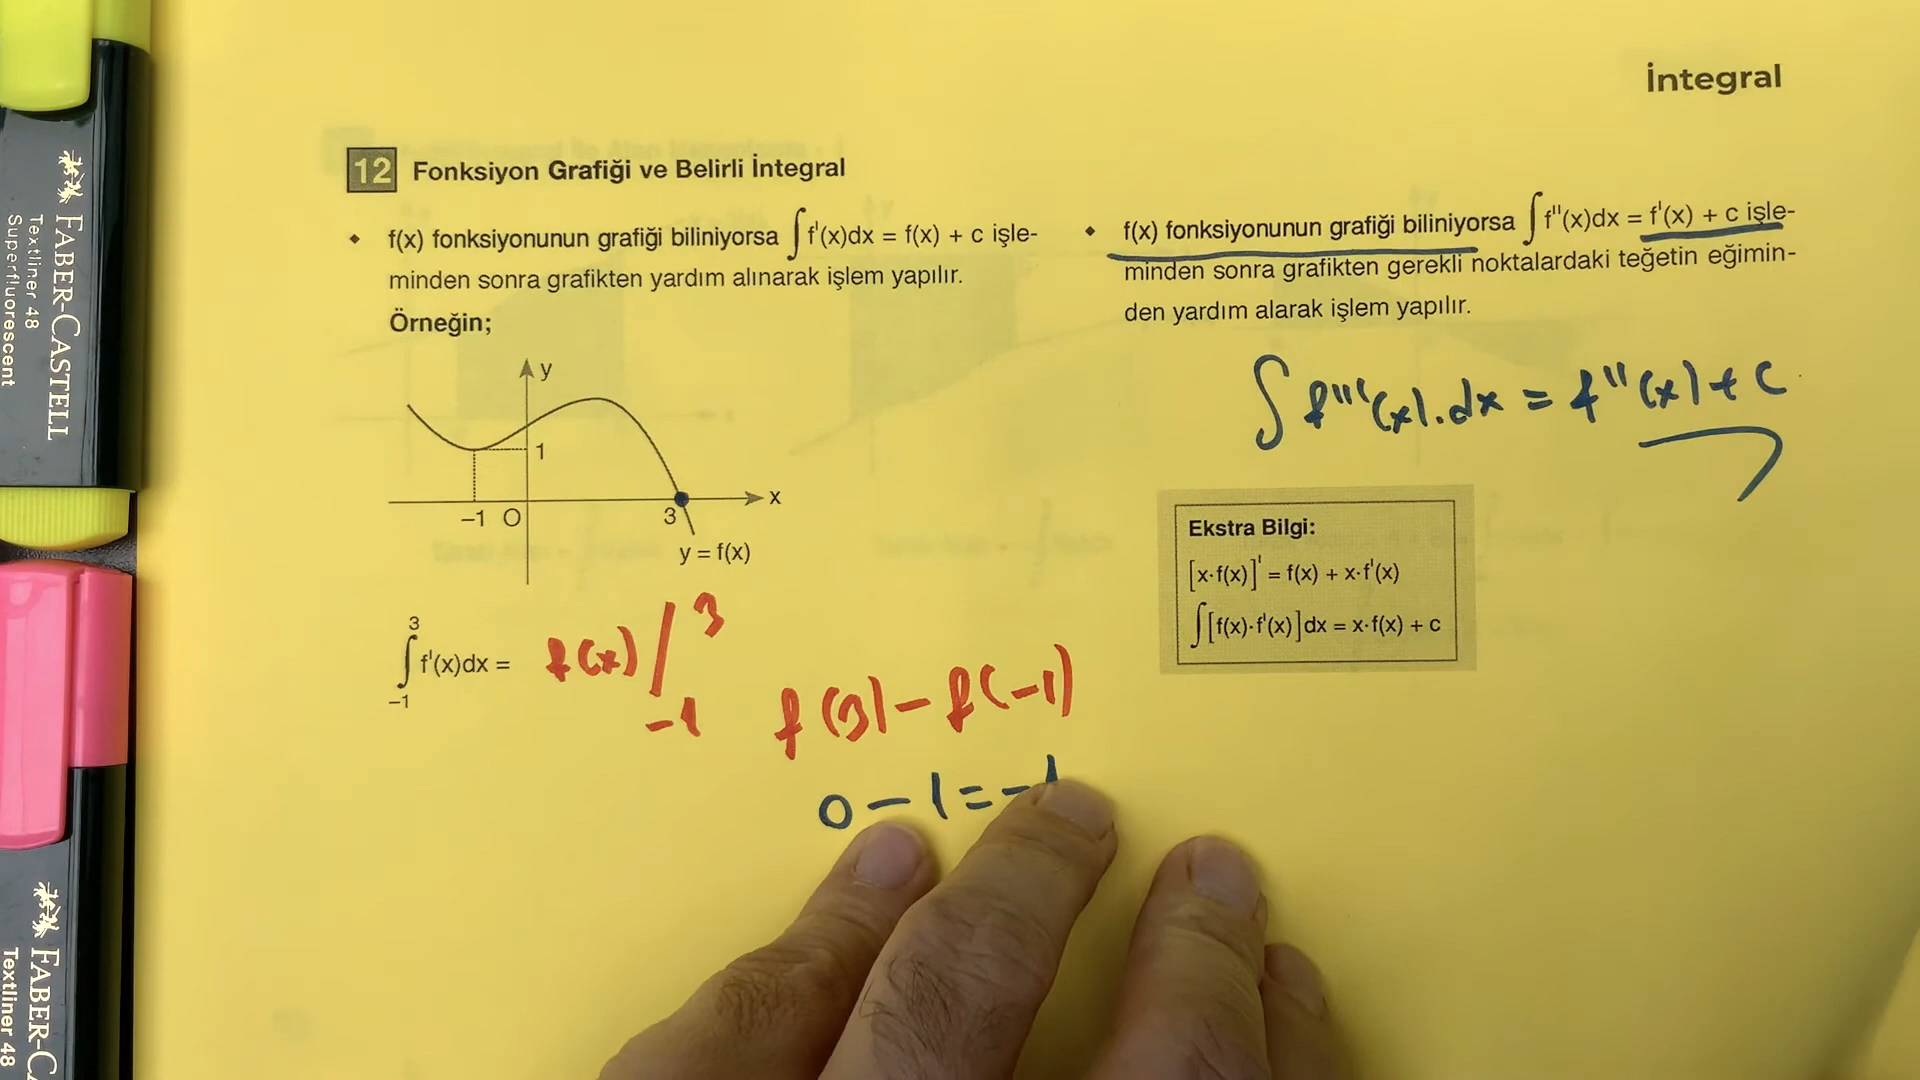 İntegral
12 Fonksiyon Grafiği ve Belirli İntegral
f(x) fonksiyonunun grafiği biliniyorsa ∫f'(x)dx = f(x) + c işle-
minden sonra grafikten yardım alınarak işlem yapılır.
Örneğin;
y
1
-1 O 3 x
y = f(x)
3
∫ f'(x)dx = f(x) / 3
-1 -1
f(3) - f(-1)
0 - 1 = -1
• f(x) fonksiyonunun grafiği biliniyorsa ∫f''(x)dx = f'(x) + c işle-
minden sonra grafikten gerekli noktalardaki teğetin eğimin-
den yardım alarak işlem yapılır.
∫ f'''(x).dx = f''(x) + c
Ekstra Bilgi:
[x·f(x)]' = f(x) + x·f'(x)
∫[f(x)·f'(x)]dx = x·f(x) + c
FABER-CASTELL
Textliner 48
Superfluorescent
FABER-CA
Textliner 48